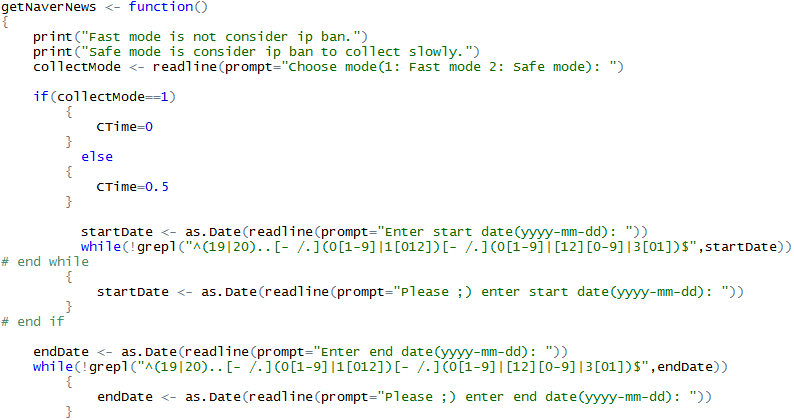 getNaverNews <- function()
{
    print("Fast mode is not consider ip ban.")
    print("Safe mode is consider ip ban to collect slowly.")
    collectMode <- readline(prompt="Choose mode(1: Fast mode 2: Safe mode): ")

    if(collectMode==1)
        {
            CTime=0
        }
          else
        {
            CTime=0.5
        }

          startDate <- as.Date(readline(prompt="Enter start date(yyyy-mm-dd): "))
          while(!grepl("^(19|20)..[- /.](0[1-9]|1[012])[- /.](0[1-9]|[12][0-9]|3[01])$",startDate))
# end while
        {
            startDate <- as.Date(readline(prompt="Please ;) enter start date(yyyy-mm-dd): "))
        }
# end if

    endDate <- as.Date(readline(prompt="Enter end date(yyyy-mm-dd): "))
    while(!grepl("^(19|20)..[- /.](0[1-9]|1[012])[- /.](0[1-9]|[12][0-9]|3[01])$",endDate))
        {
            endDate <- as.Date(readline(prompt="Please ;) enter end date(yyyy-mm-dd): "))
        }